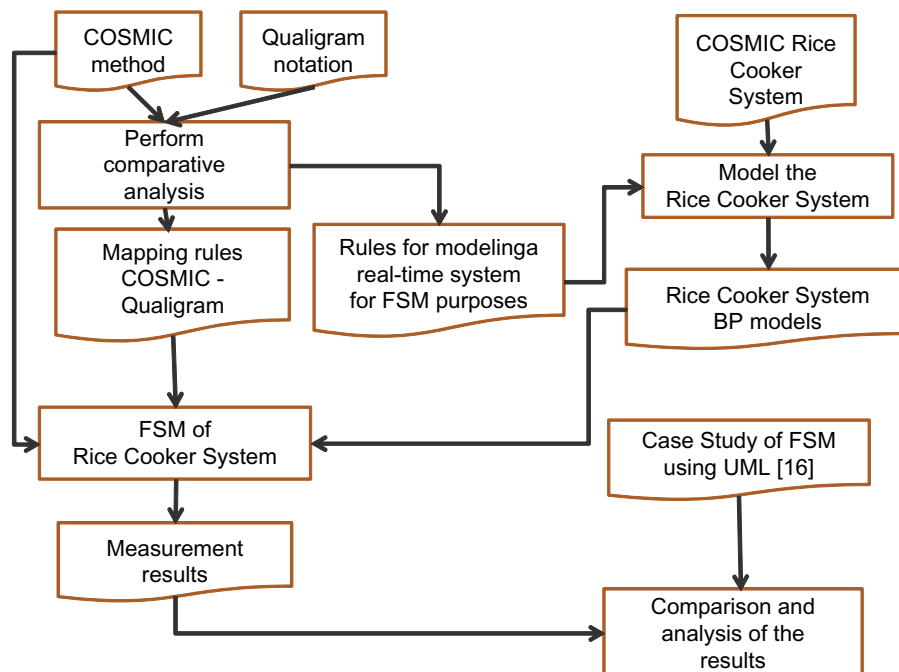 COSMIC
method
Qualigram
notation
COSMIC Rice
Cooker
System
Perform
comparative
analysis
Model the
Rice Cooker System
Mapping rules
COSMIC -
Qualigram
Rules for modelinga
real-time system
for FSM purposes
Rice Cooker System
BP models
FSM of
Rice Cooker System
Case Study of FSM
using UML [16]
Measurement
results
Comparison and
analysis of the
results